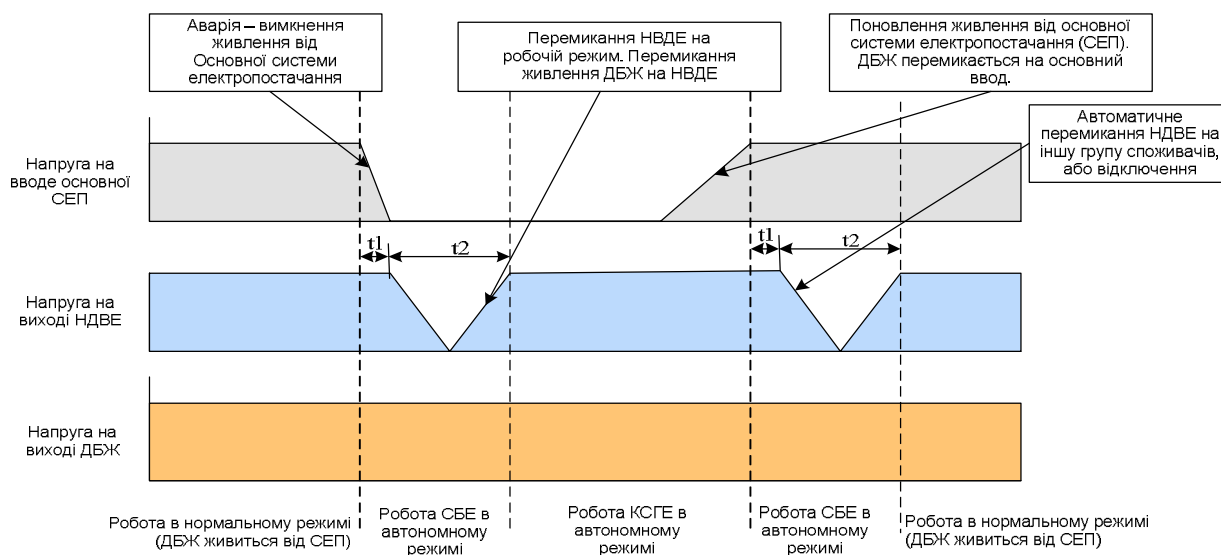 Аварія – вимкнення
живлення від
Основної системи
електропостачання
Перемикання НВДЕ на
робочій режим. Перемикання
живлення ДБЖ на НВДЕ
Поновлення живлення від основної
системи електропостачання (СЕП).
ДБЖ перемикається на основний
ввод.
Автоматичне
перемикання НДВЕ на
іншу групу споживачів,
або відключення
Напруга на
вводе основної
СЕП
t1
t2
t1
t2
Напруга на
виході НДВЕ
Напруга на
виході ДБЖ
Робота в нормальному режимі
(ДБЖ живиться від СЕП)
Робота СБЕ в
автономному
режимі
Робота КСГЕ в
автономному
режимі
Робота СБЕ в
автономному
режимі
Робота в нормальному режимі
(ДБЖ живиться від СЕП)